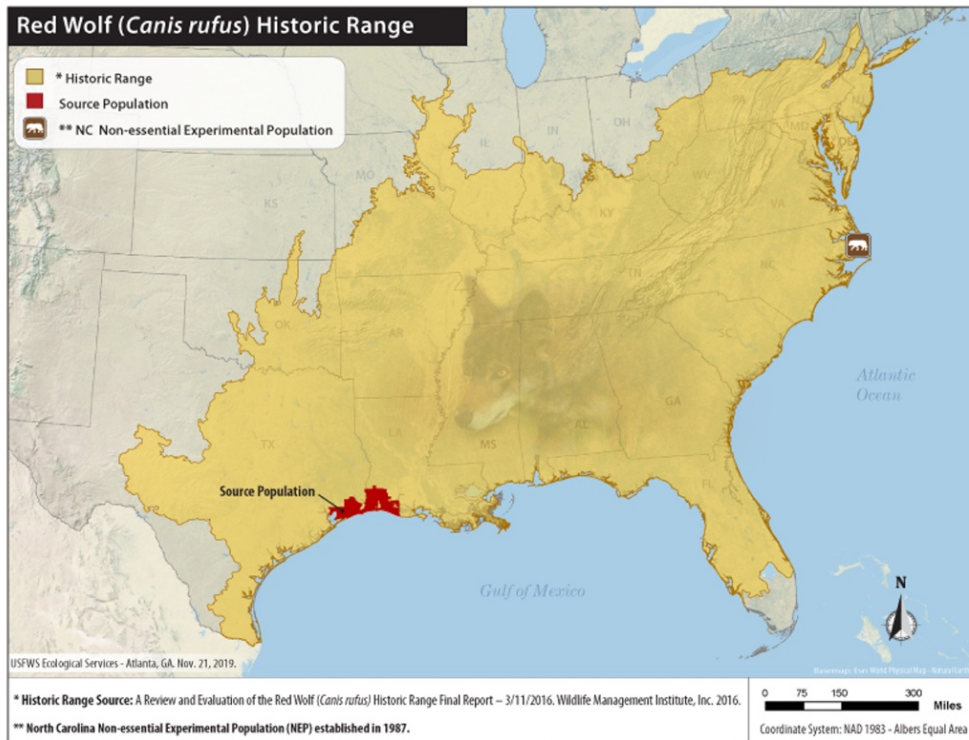 Red Wolf (Canis rufus) Historic Range
* Historic Range
Source Population
** NC Non-essential Experimental Population
IL
IN
OH
MD
DE
KS
MO
WV
VA
KY
TN
NC
OK
AR
SC
TX
LA
MS
AL
GA
FL
Atlantic
Ocean
Source Population
Gulf of Mexico
N
USFWS Ecological Services - Atlanta, GA. Nov. 21, 2019.
* Historic Range Source: A Review and Evaluation of the Red Wolf (Canis rufus) Historic Range Final Report – 3/11/2016. Wildlife Management Institute, Inc. 2016.
** North Carolina Non-essential Experimental Population (NEP) established in 1987.
0 75 150 300
Miles
Coordinate System: NAD 1983 - Albers Equal Area